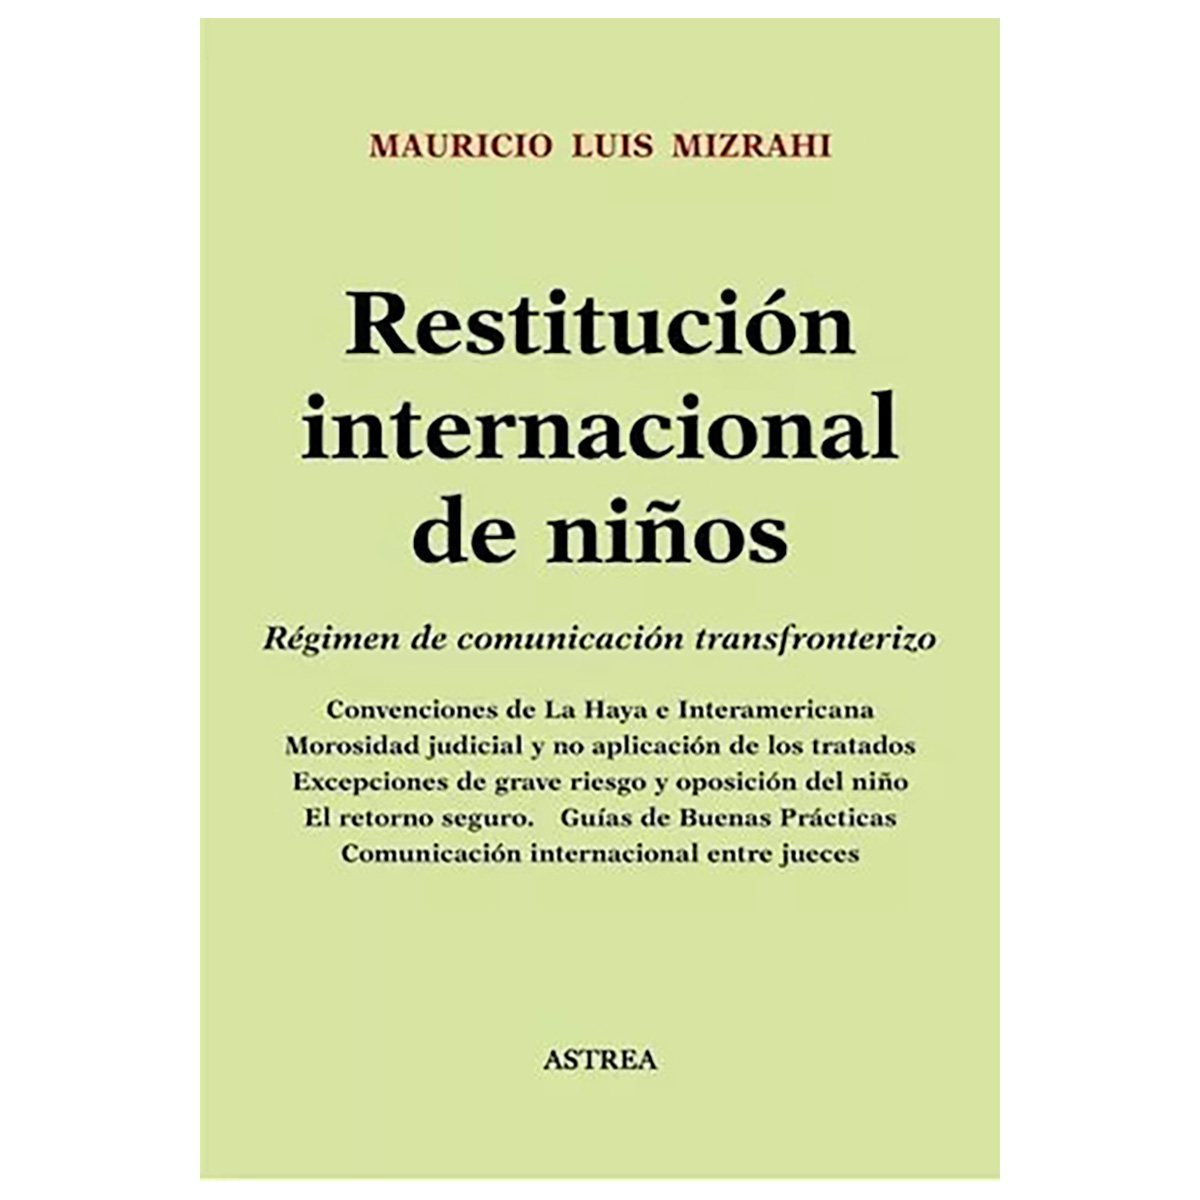 MAURICIO LUIS MIZRAHI
Restitución
internacional
de niños
Régimen de comunicación transfronterizo
Convenciones de La Haya e Interamericana
Morosidad judicial y no aplicación de los tratados
Excepciones de grave riesgo y oposición del niño
El retorno seguro. Guías de Buenas Prácticas
Comunicación internacional entre jueces
ASTREA